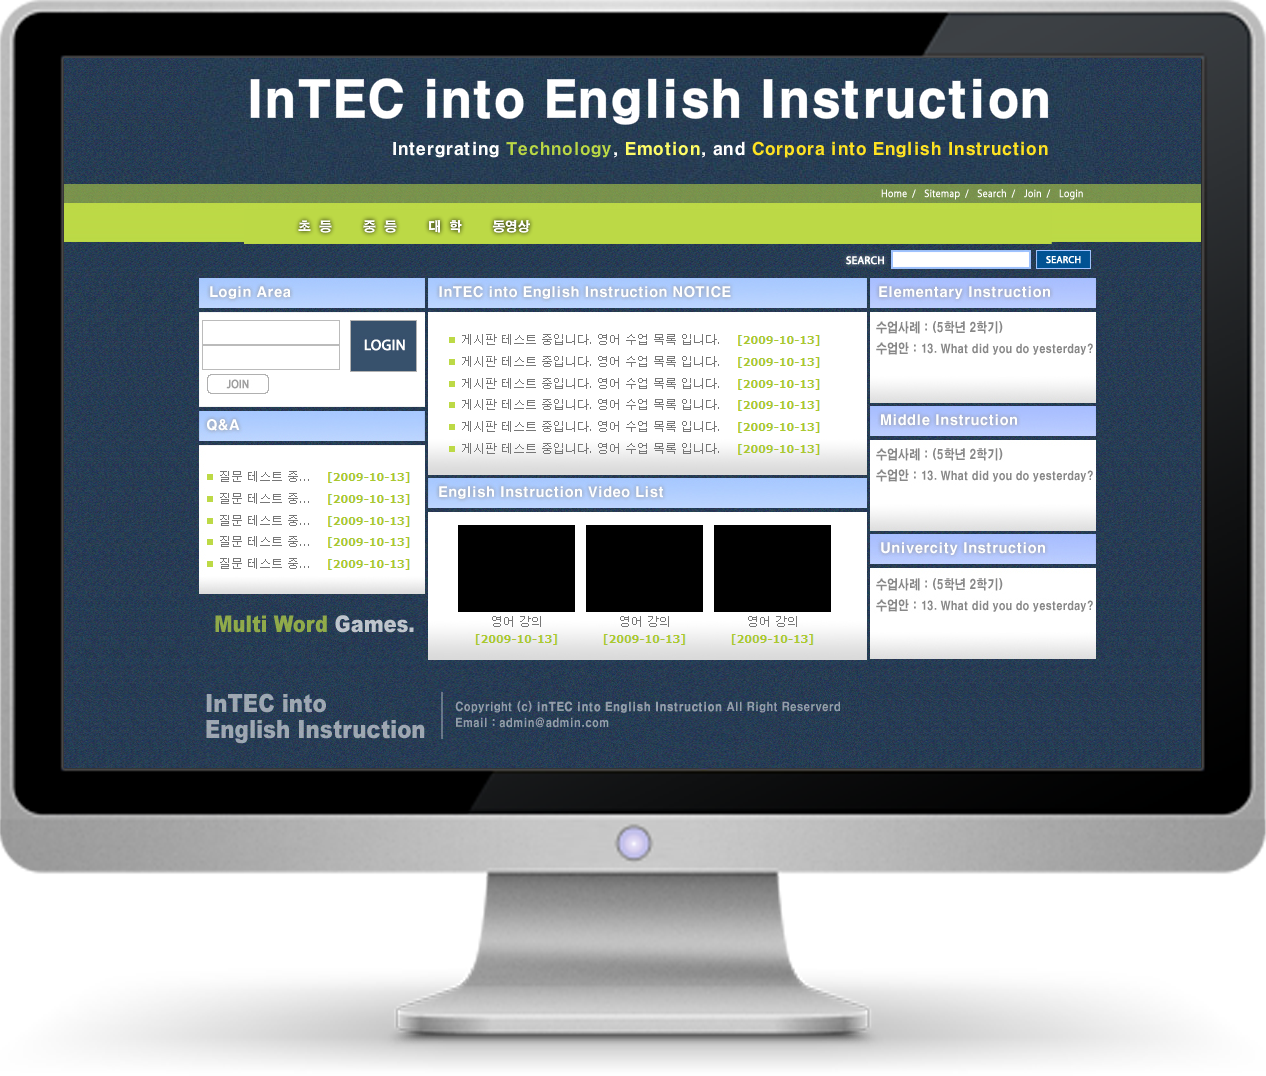 InTEC into English Instruction
Intergrating Technology, Emotion, and Corpora into English Instruction
Home / Sitemap / Search / Join / Login
초 등 중 등 대 학 동영상
SEARCH SEARCH
Login Area
LOGIN
JOIN
Q&A
질문 테스트 중... [2009-10-13]
질문 테스트 중... [2009-10-13]
질문 테스트 중... [2009-10-13]
질문 테스트 중... [2009-10-13]
질문 테스트 중... [2009-10-13]
Multi Word Games.
InTEC into English Instruction NOTICE
게시판 테스트 중입니다. 영어 수업 목록 입니다. [2009-10-13]
게시판 테스트 중입니다. 영어 수업 목록 입니다. [2009-10-13]
게시판 테스트 중입니다. 영어 수업 목록 입니다. [2009-10-13]
게시판 테스트 중입니다. 영어 수업 목록 입니다. [2009-10-13]
게시판 테스트 중입니다. 영어 수업 목록 입니다. [2009-10-13]
게시판 테스트 중입니다. 영어 수업 목록 입니다. [2009-10-13]
English Instruction Video List
영어 강의 영어 강의 영어 강의
[2009-10-13] [2009-10-13] [2009-10-13]
Elementary Instruction
수업사례 : (5학년 2학기)
수업안 : 13. What did you do yesterday?
Middle Instruction
수업사례 : (5학년 2학기)
수업안 : 13. What did you do yesterday?
Univercity Instruction
수업사례 : (5학년 2학기)
수업안 : 13. What did you do yesterday?
InTEC into
English Instruction
Copyright (c) inTEC into English Instruction All Right Reserverd
Email : admin@admin.com